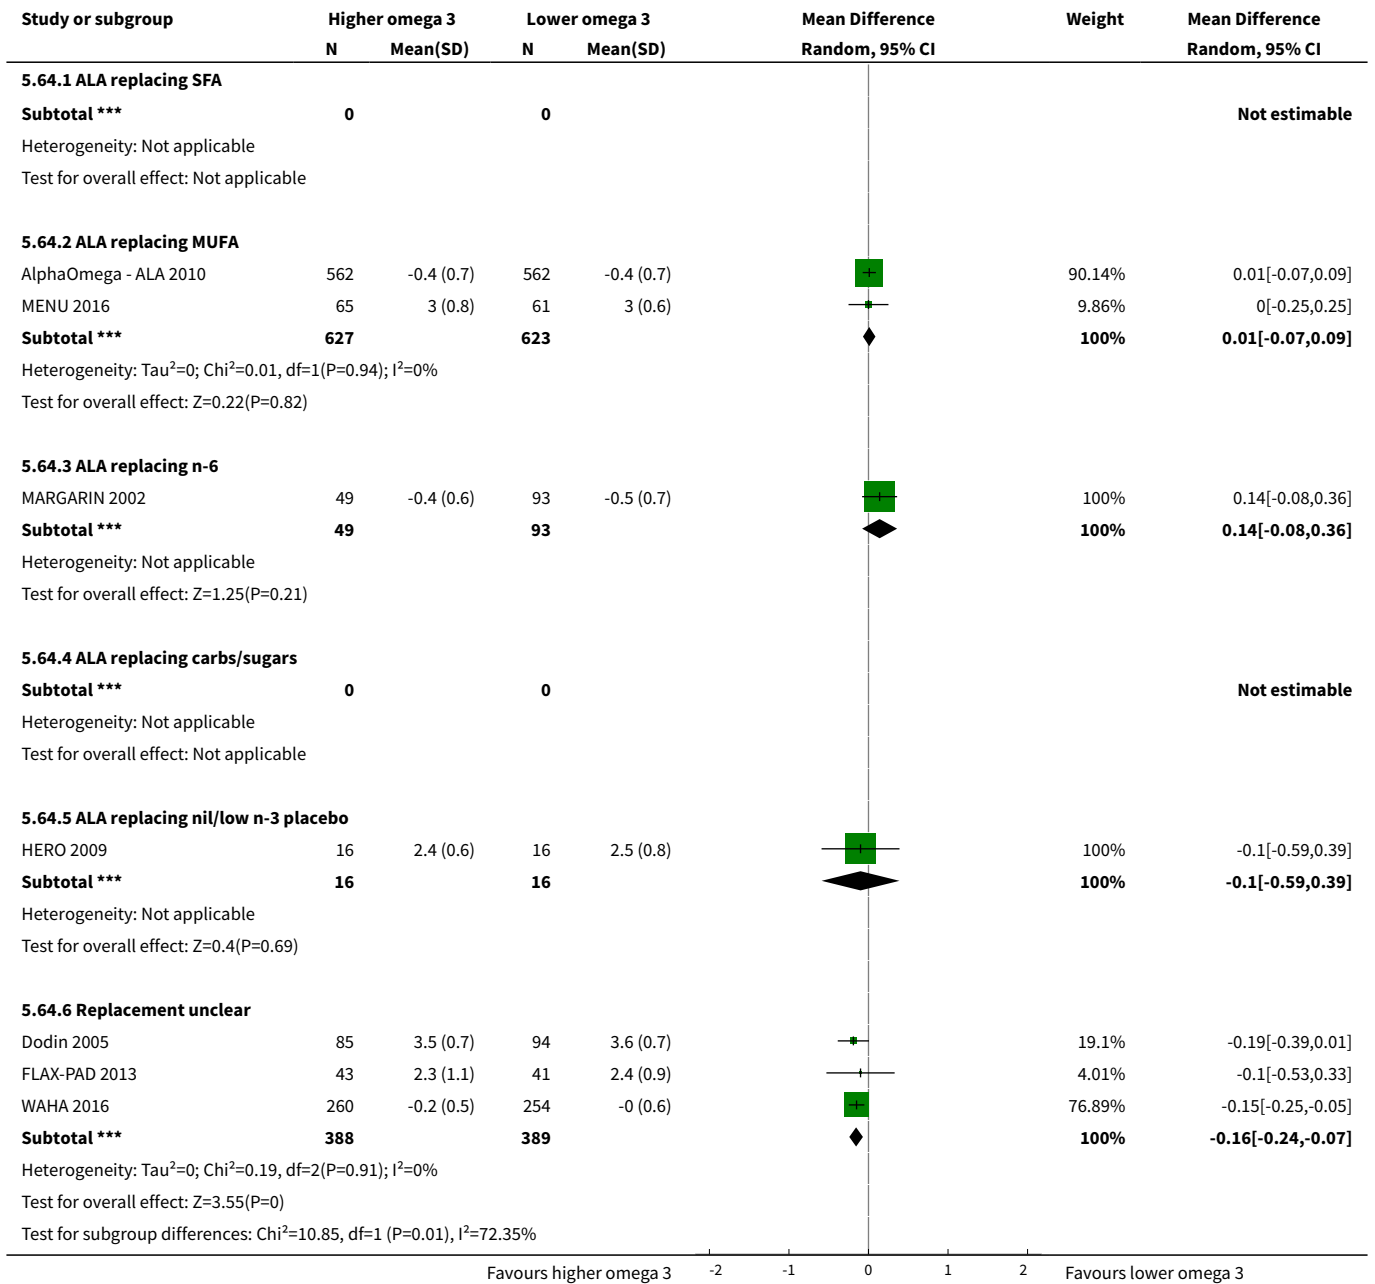 Study or subgroup Higher omega 3 Lower omega 3 Mean Difference Weight Mean Difference
N Mean(SD) N Mean(SD) Random, 95% CI Random, 95% CI
5.64.1 ALA replacing SFA
Subtotal *** 0 0 Not estimable
Heterogeneity: Not applicable
Test for overall effect: Not applicable
5.64.2 ALA replacing MUFA
AlphaOmega - ALA 2010 562 -0.4 (0.7) 562 -0.4 (0.7) 90.14% 0.01[-0.07,0.09]
MENU 2016 65 3 (0.8) 61 3 (0.6) 9.86% 0[-0.25,0.25]
Subtotal *** 627 623 100% 0.01[-0.07,0.09]
Heterogeneity: Tau²=0; Chi²=0.01, df=1(P=0.94); I²=0%
Test for overall effect: Z=0.22(P=0.82)
5.64.3 ALA replacing n-6
MARGARIN 2002 49 -0.4 (0.6) 93 -0.5 (0.7) 100% 0.14[-0.08,0.36]
Subtotal *** 49 93 100% 0.14[-0.08,0.36]
Heterogeneity: Not applicable
Test for overall effect: Z=1.25(P=0.21)
5.64.4 ALA replacing carbs/sugars
Subtotal *** 0 0 Not estimable
Heterogeneity: Not applicable
Test for overall effect: Not applicable
5.64.5 ALA replacing nil/low n-3 placebo
HERO 2009 16 2.4 (0.6) 16 2.5 (0.8) 100% -0.1[-0.59,0.39]
Subtotal *** 16 16 100% -0.1[-0.59,0.39]
Heterogeneity: Not applicable
Test for overall effect: Z=0.4(P=0.69)
5.64.6 Replacement unclear
Dodin 2005 85 3.5 (0.7) 94 3.6 (0.7) 19.1% -0.19[-0.39,0.01]
FLAX-PAD 2013 43 2.3 (1.1) 41 2.4 (0.9) 4.01% -0.1[-0.53,0.33]
WAHA 2016 260 -0.2 (0.5) 254 -0 (0.6) 76.89% -0.15[-0.25,-0.05]
Subtotal *** 388 389 100% -0.16[-0.24,-0.07]
Heterogeneity: Tau²=0; Chi²=0.19, df=2(P=0.91); I²=0%
Test for overall effect: Z=3.55(P=0)
Test for subgroup differences: Chi²=10.85, df=1 (P=0.01), I²=72.35%
Favours higher omega 3 -2 -1 0 1 2 Favours lower omega 3